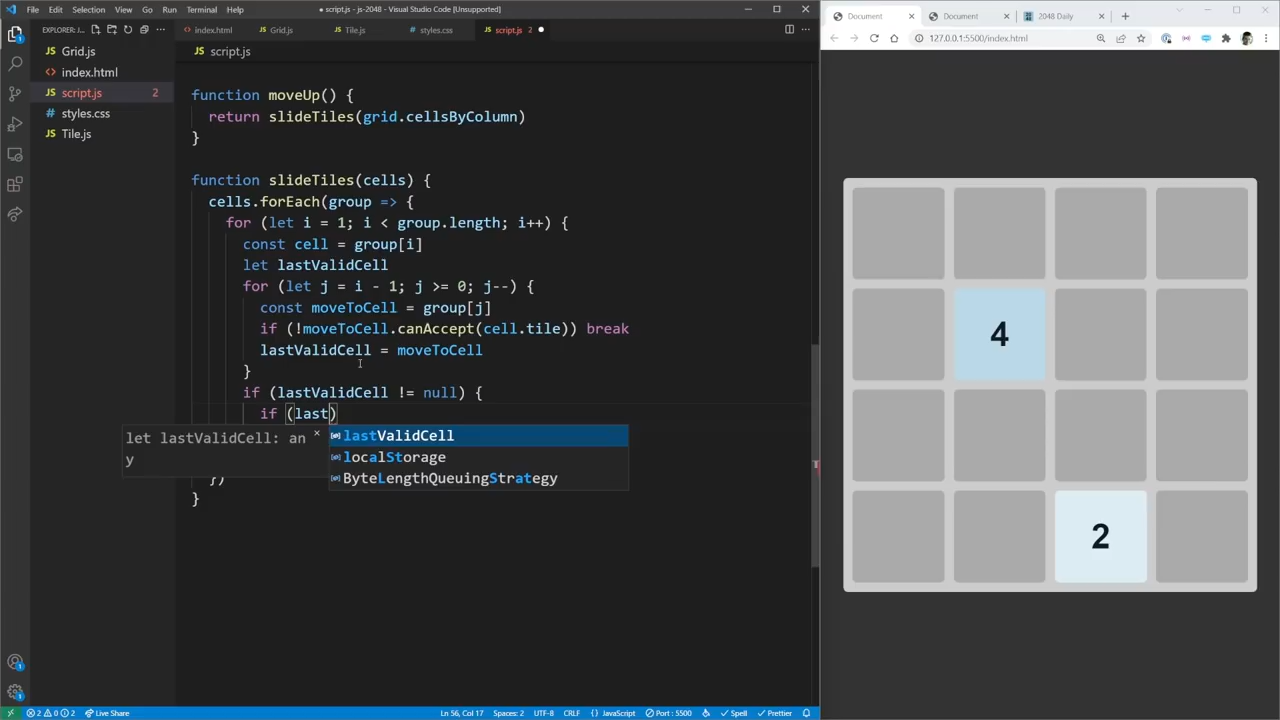 File Edit Selection View Go Run Terminal Help
● script.js - js-2048 - Visual Studio Code [Unsupported]
EXPLORER: J...
Grid.js
index.html
script.js 2
styles.css
Tile.js
index.html Grid.js Tile.js styles.css script.js 2
script.js
function moveUp() {
return slideTiles(grid.cellsByColumn)
}
function slideTiles(cells) {
cells.forEach(group => {
for (let i = 1; i < group.length; i++) {
const cell = group[i]
let lastValidCell
for (let j = i - 1; j >= 0; j--) {
const moveToCell = group[j]
if (!moveToCell.canAccept(cell.tile)) break
lastValidCell = moveToCell
}
if (lastValidCell != null) {
if (last)
let lastValidCell: an
y
lastValidCell
localStorage
ByteLengthQueuingStrategy
})
}
2 0 2 Live Share
Ln 56, Col 17 Spaces: 2 UTF-8 CRLF {} JavaScript Port : 5500 Spell Prettier
Document Document 2048 Daily
127.0.0.1:5500/index.html
4
2